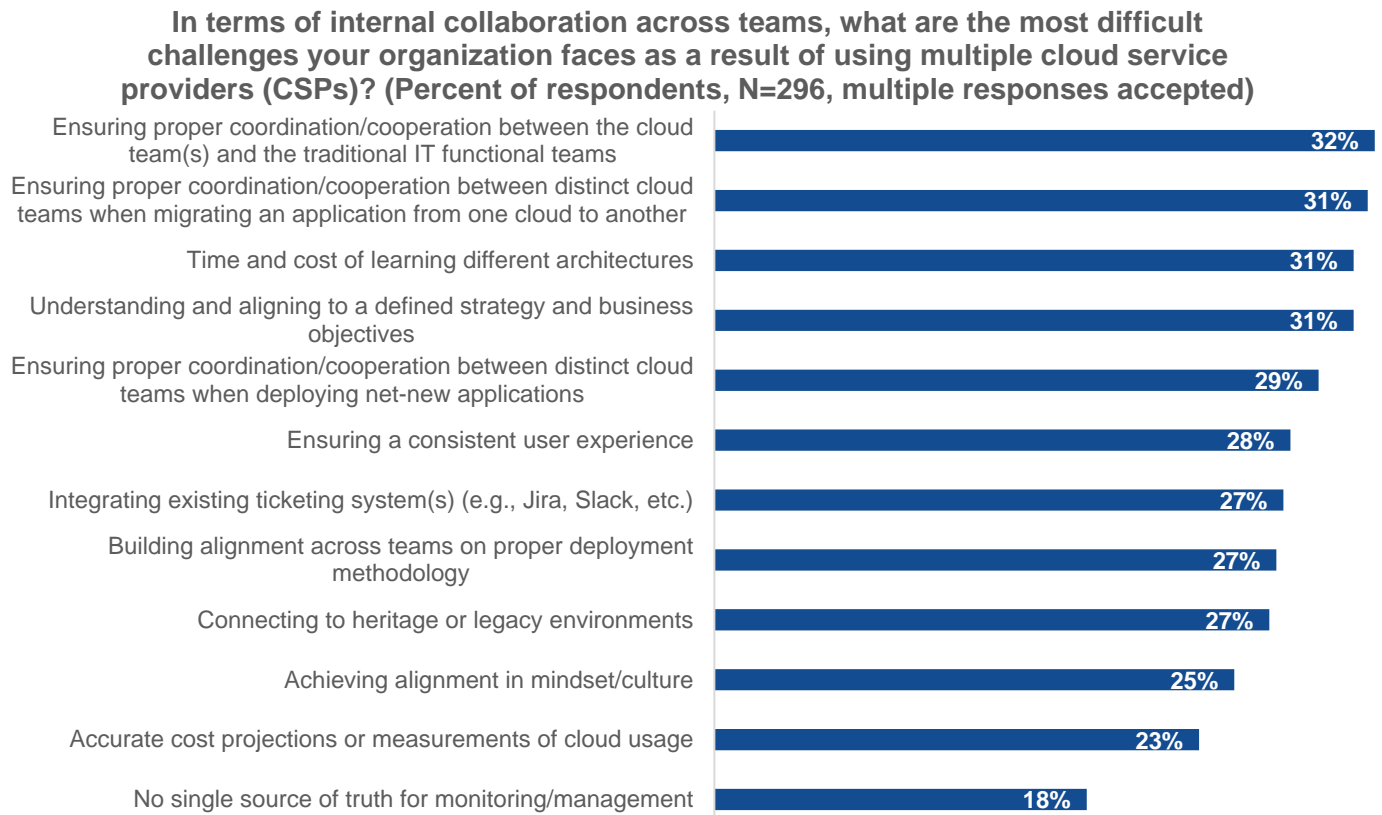 In terms of internal collaboration across teams, what are the most difficult
challenges your organization faces as a result of using multiple cloud service
providers (CSPs)? (Percent of respondents, N=296, multiple responses accepted)
Ensuring proper coordination/cooperation between the cloud
team(s) and the traditional IT functional teams
32%
Ensuring proper coordination/cooperation between distinct cloud
teams when migrating an application from one cloud to another
31%
Time and cost of learning different architectures
31%
Understanding and aligning to a defined strategy and business
objectives
31%
Ensuring proper coordination/cooperation between distinct cloud
teams when deploying net-new applications
29%
Ensuring a consistent user experience
28%
Integrating existing ticketing system(s) (e.g., Jira, Slack, etc.)
27%
Building alignment across teams on proper deployment
methodology
27%
Connecting to heritage or legacy environments
27%
Achieving alignment in mindset/culture
25%
Accurate cost projections or measurements of cloud usage
23%
No single source of truth for monitoring/management
18%